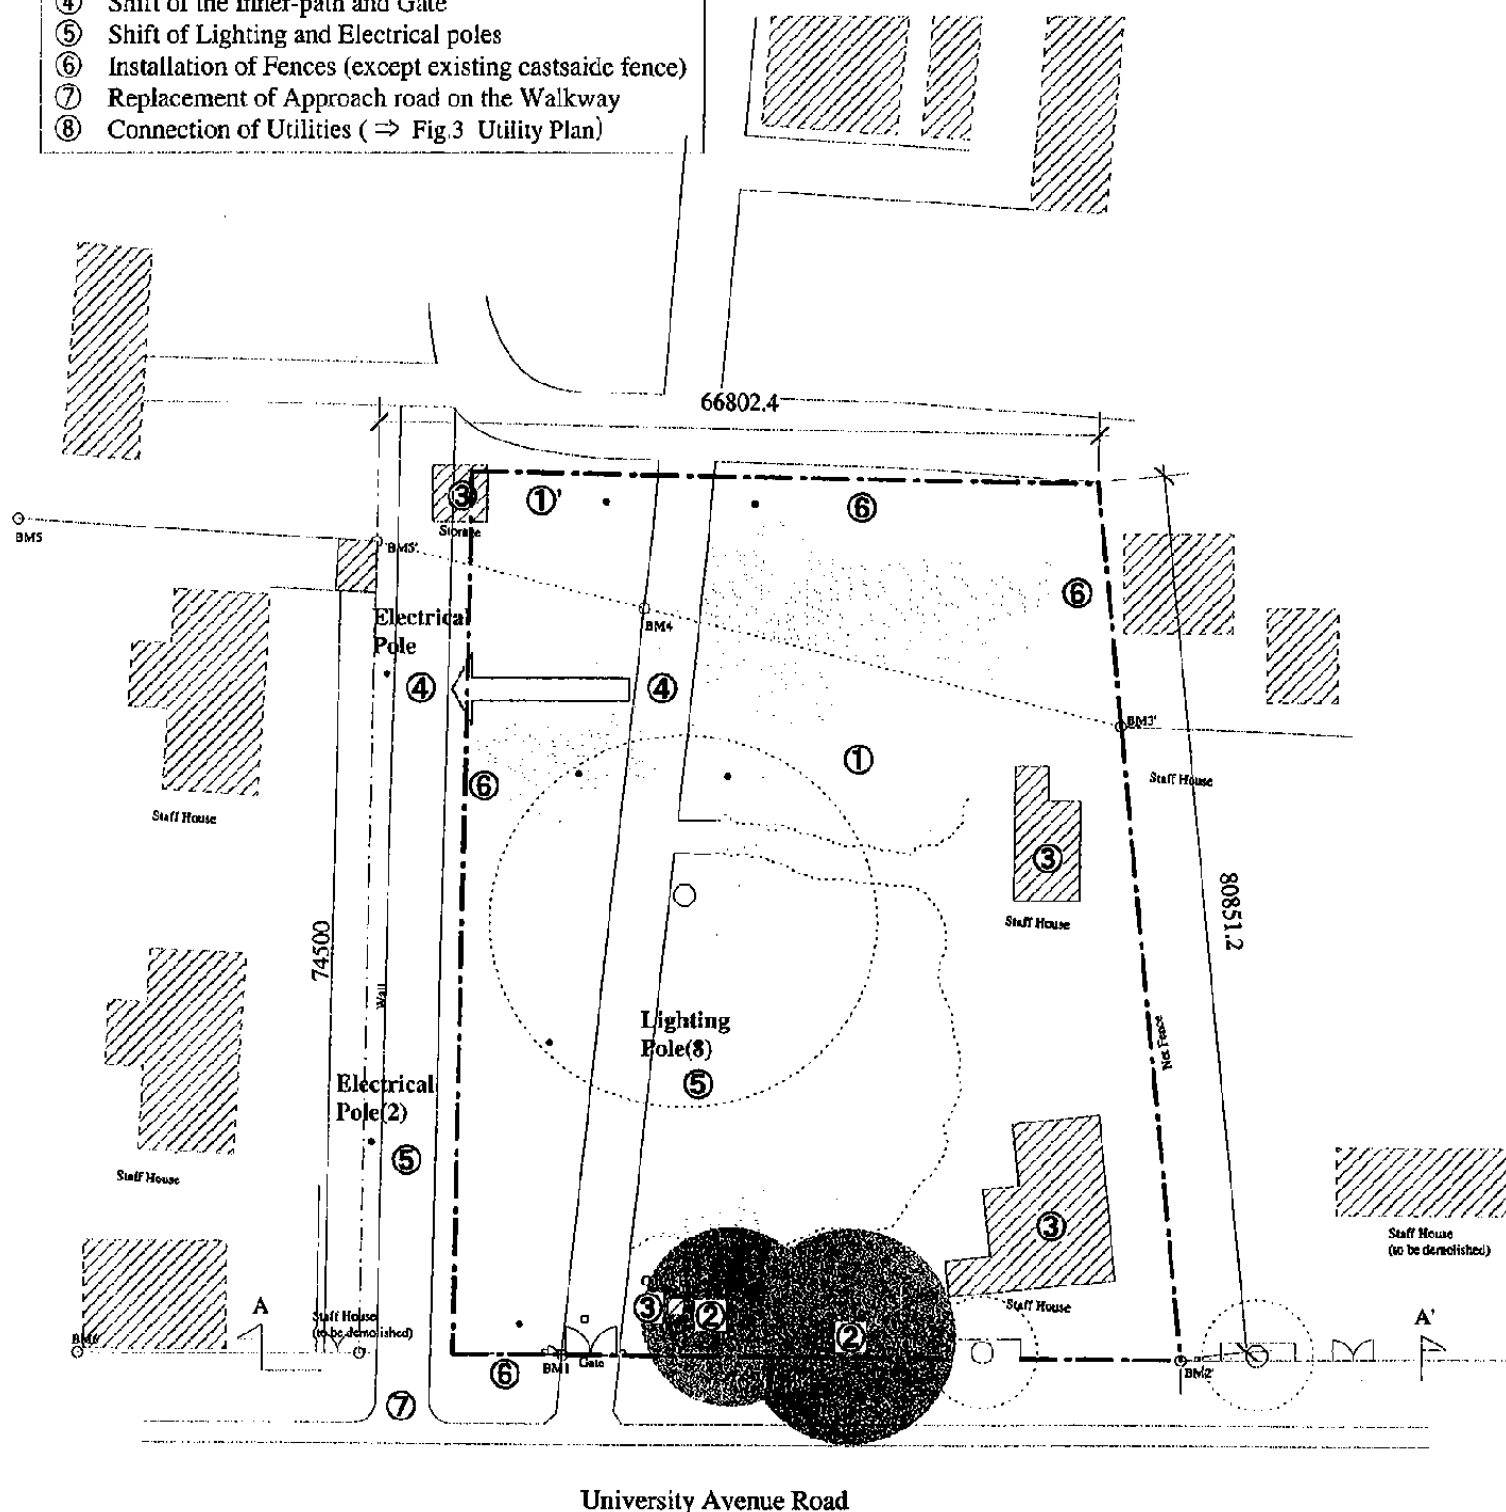 ④ Shift of the Inner-path and Gate
⑤ Shift of Lighting and Electrical poles
⑥ Installation of Fences (except existing castsaide fence)
⑦ Replacement of Approach road on the Walkway
⑧ Connection of Utilities ( ⇒ Fig.3 Utility Plan)
66802.4
③
①'
⑥
Storage
BM5
BM5'
⑥
Electrical
Pole
BM4
④
④
BM3'
①
Staff House
⑥
Staff House
③
Staff House
80851.2
74500
Wall
Lighting
Pole(8)
⑤
Net Fence
Electrical
Pole(2)
⑤
Staff House
③
Staff House
(to be demolished)
A
Staff House
(to be demolished)
③
②
②
Staff House
A'
BM6
BM1
Gate
BM2'
⑥
⑦
University Avenue Road